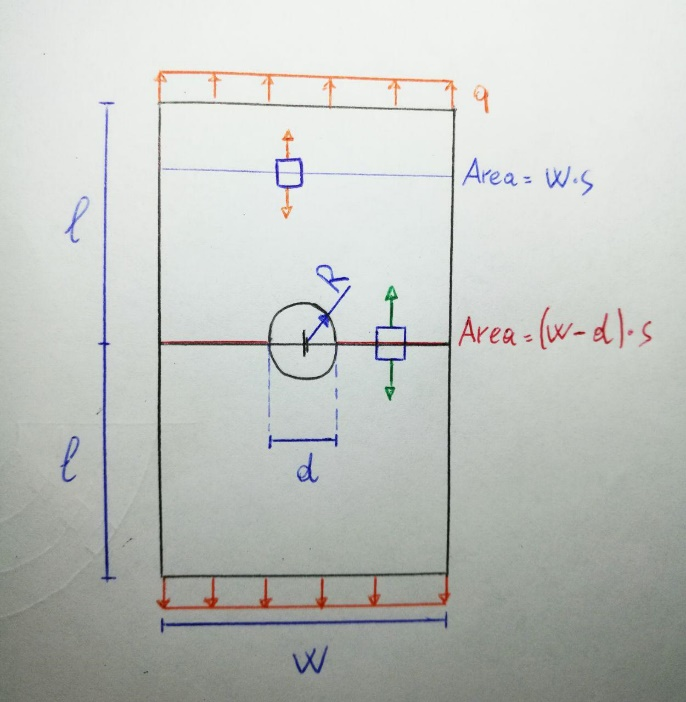 q
Area = W·s
l
R
Area = (W-d)·s
l
d
W